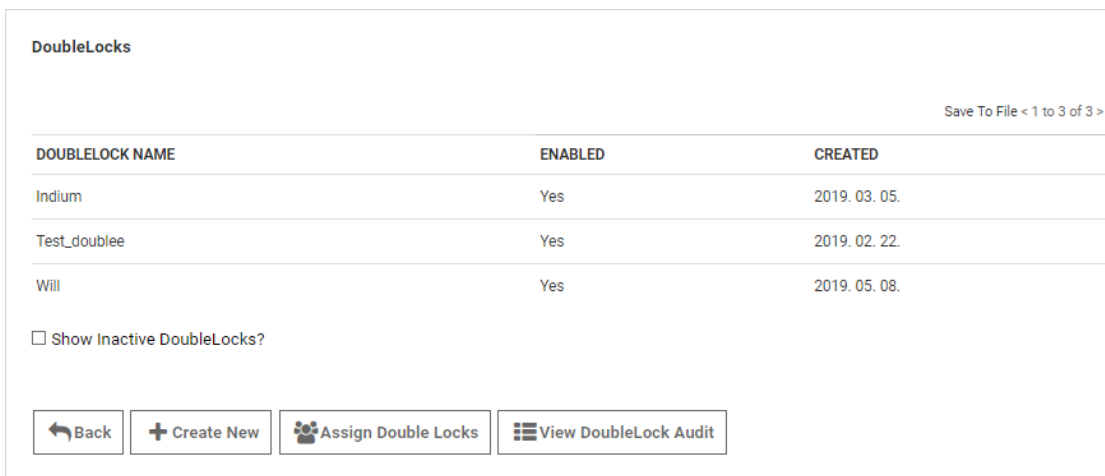 DoubleLocks
Save To File < 1 to 3 of 3 >
DOUBLELOCK NAME ENABLED CREATED
Indium Yes 2019. 03. 05.
Test_doublee Yes 2019. 02. 22.
Will Yes 2019. 05. 08.
Show Inactive DoubleLocks?
Back Create New Assign Double Locks View DoubleLock Audit